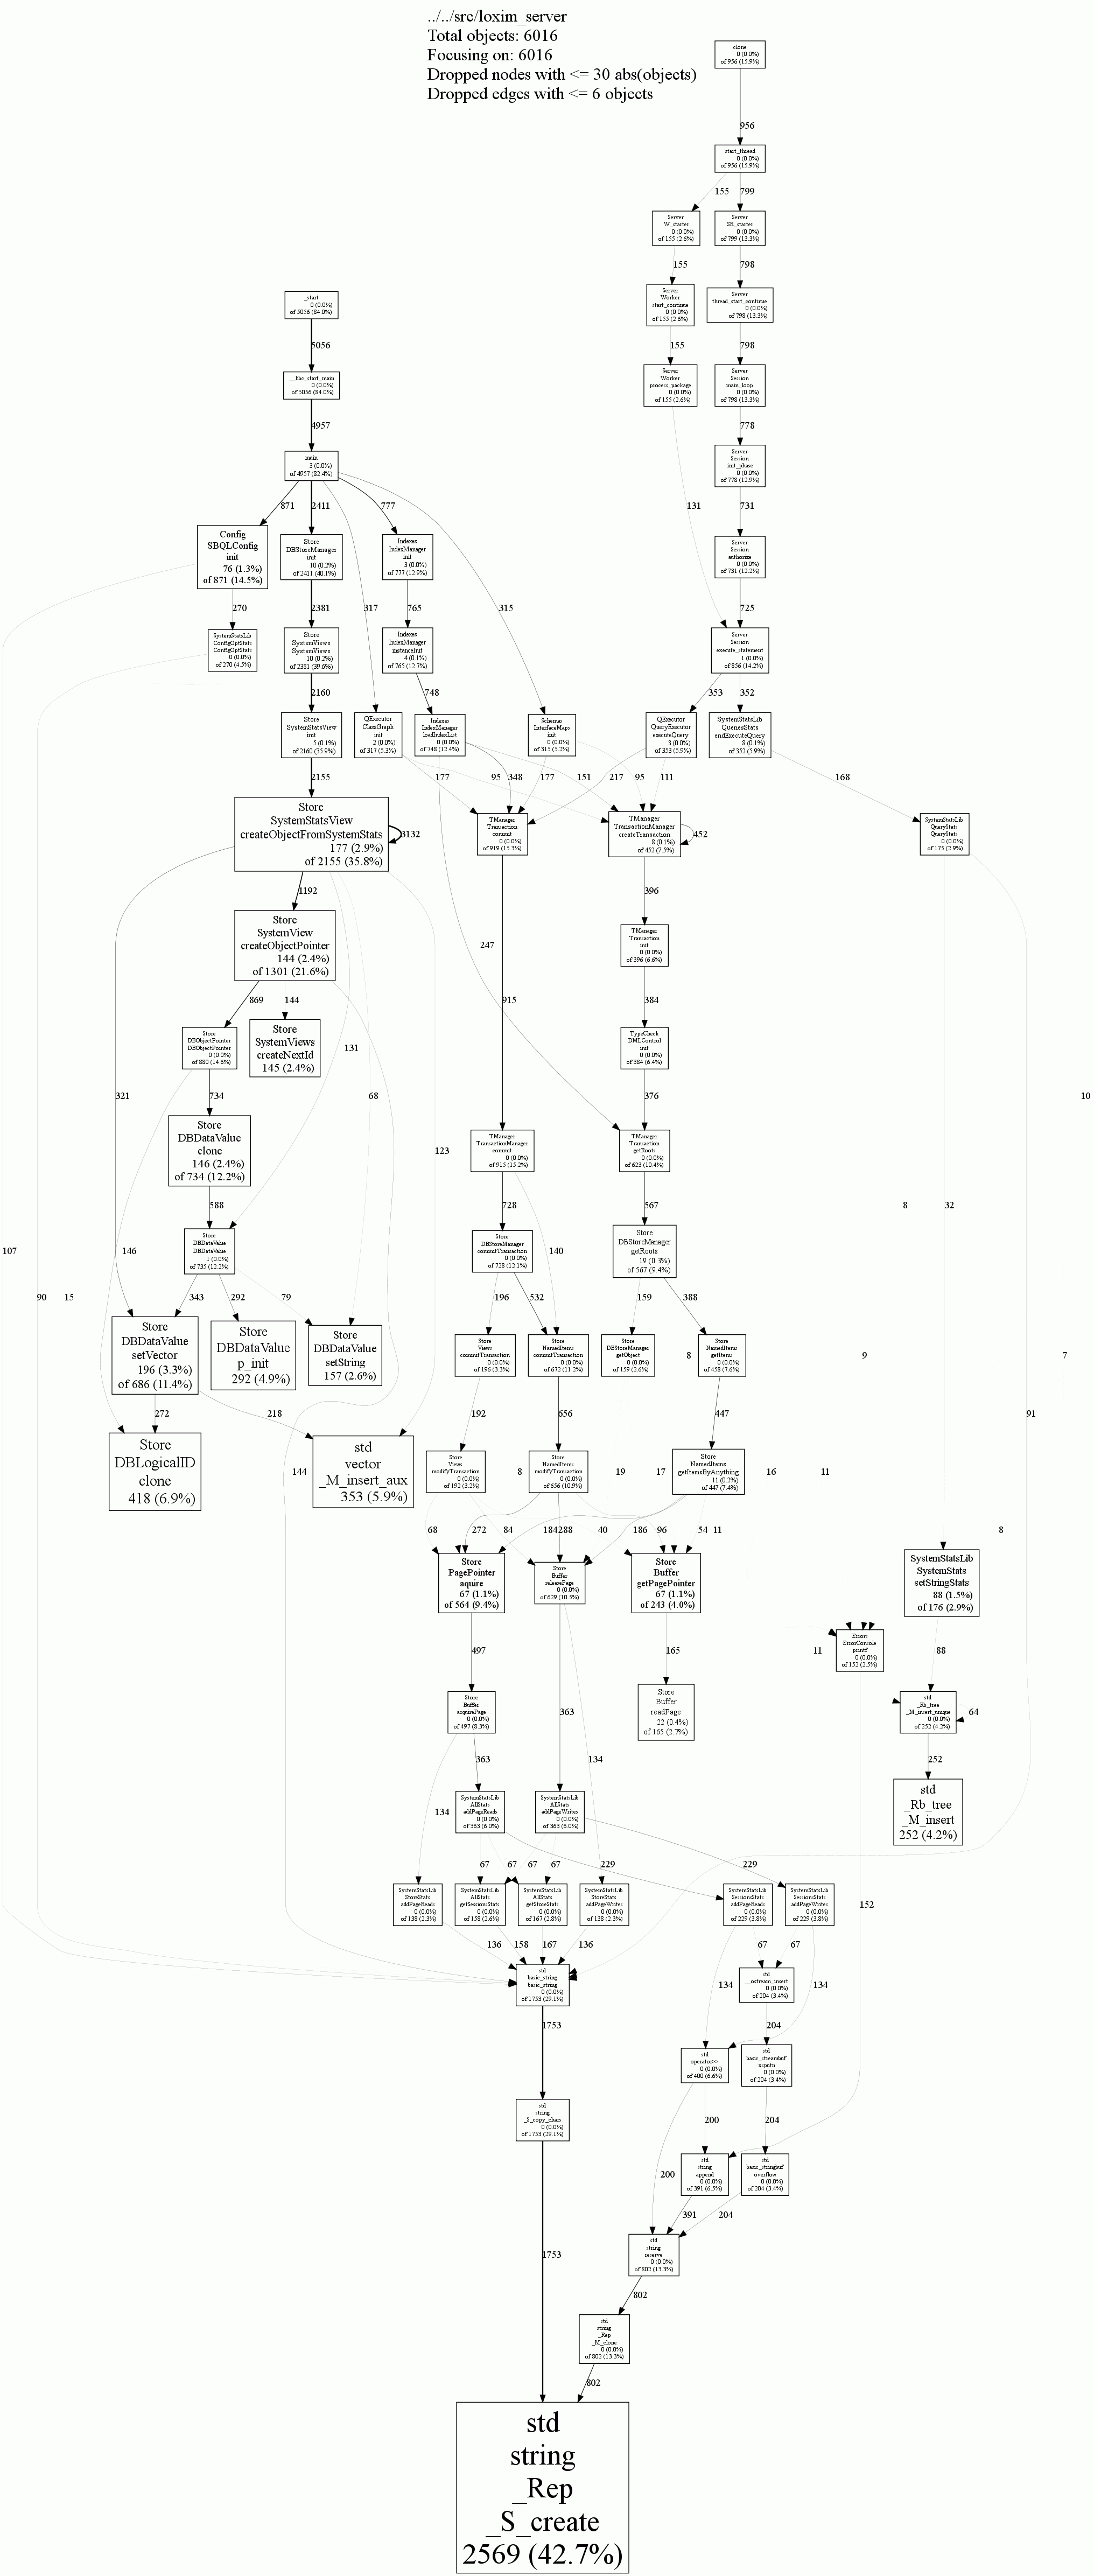 ../../src/loxim_server
Total objects: 6016
Focusing on: 6016
Dropped nodes with <= 30 abs(objects)
Dropped edges with <= 6 objects
clone
0 (0.0%)
of 956 (15.9%)
956
start_thread
0 (0.0%)
of 956 (15.9%)
155
799
Server
W_starter
0 (0.0%)
of 155 (2.6%)
Server
SR_starter
0 (0.0%)
of 799 (13.3%)
155
798
Server
Worker
start_continue
0 (0.0%)
of 155 (2.6%)
Server
thread_start_continue
0 (0.0%)
of 798 (13.3%)
_start
0 (0.0%)
of 5056 (84.0%)
5056
155
798
__libc_start_main
0 (0.0%)
of 5056 (84.0%)
Server
Worker
process_package
0 (0.0%)
of 155 (2.6%)
Server
Session
main_loop
0 (0.0%)
of 798 (13.3%)
4957
778
main
3 (0.0%)
of 4957 (82.4%)
Server
Session
init_phase
0 (0.0%)
of 778 (12.9%)
871
2411
777
131
731
Config
SBQLConfig
init
76 (1.3%)
of 871 (14.5%)
Store
DBStoreManager
init
10 (0.2%)
of 2411 (40.1%)
Indexes
IndexManager
init
3 (0.0%)
of 777 (12.9%)
Server
Session
authorize
0 (0.0%)
of 731 (12.2%)
270
2381
317
765
315
725
SystemStatsLib
ConfigOptStats
ConfigOptStats
0 (0.0%)
of 270 (4.5%)
Store
SystemViews
SystemViews
10 (0.2%)
of 2381 (39.6%)
Indexes
IndexManager
instanceInit
4 (0.1%)
of 765 (12.7%)
Server
Session
execute_statement
1 (0.0%)
of 856 (14.2%)
2160
748
353
352
Store
SystemStatsView
init
5 (0.1%)
of 2160 (35.9%)
QExecutor
ClassGraph
init
2 (0.0%)
of 317 (5.3%)
Indexes
IndexManager
loadIndexList
0 (0.0%)
of 748 (12.4%)
Schemas
InterfaceMaps
init
0 (0.0%)
of 315 (5.2%)
QExecutor
QueryExecutor
executeQuery
3 (0.0%)
of 353 (5.9%)
SystemStatsLib
QueriesStats
endExecuteQuery
8 (0.1%)
of 352 (5.9%)
2155
177
95
348
177
151
217
95
111
168
Store
SystemStatsView
createObjectFromSystemStats
177 (2.9%)
of 2155 (35.8%)
3132
TManager
Transaction
commit
0 (0.0%)
of 919 (15.3%)
TManager
TransactionManager
createTransaction
8 (0.1%)
of 452 (7.5%)
452
SystemStatsLib
QueryStats
QueryStats
0 (0.0%)
of 175 (2.9%)
1192
396
Store
SystemView
createObjectPointer
144 (2.4%)
of 1301 (21.6%)
247
TManager
Transaction
init
0 (0.0%)
of 396 (6.6%)
869
144
915
384
Store
DBObjectPointer
DBObjectPointer
0 (0.0%)
of 880 (14.6%)
Store
SystemViews
createNextId
145 (2.4%)
131
TypeCheck
DMLControl
init
0 (0.0%)
of 384 (6.4%)
321
734
68
376
10
Store
DBDataValue
clone
146 (2.4%)
of 734 (12.2%)
123
TManager
TransactionManager
commit
0 (0.0%)
of 915 (15.2%)
TManager
Transaction
getRoots
0 (0.0%)
of 623 (10.4%)
588
728
567
8
32
107
146
Store
DBDataValue
DBDataValue
1 (0.0%)
of 735 (12.2%)
Store
DBStoreManager
commitTransaction
0 (0.0%)
of 728 (12.1%)
140
Store
DBStoreManager
getRoots
19 (0.3%)
of 567 (9.4%)
90
15
343
292
79
196
532
159
388
Store
DBDataValue
setVector
196 (3.3%)
of 686 (11.4%)
Store
DBDataValue
p_init
292 (4.9%)
Store
DBDataValue
setString
157 (2.6%)
Store
Views
commitTransaction
0 (0.0%)
of 196 (3.3%)
Store
NamedItems
commitTransaction
0 (0.0%)
of 672 (11.2%)
Store
DBStoreManager
getObject
0 (0.0%)
of 159 (2.6%)
8
Store
NamedItems
getItems
0 (0.0%)
of 458 (7.6%)
9
7
272
218
192
656
447
91
Store
DBLogicalID
clone
418 (6.9%)
144
std
vector
_M_insert_aux
353 (5.9%)
Store
Views
modifyTransaction
0 (0.0%)
of 192 (3.2%)
8
Store
NamedItems
modifyTransaction
0 (0.0%)
of 656 (10.9%)
19
17
Store
NamedItems
getItemsByAnything
11 (0.2%)
of 447 (7.4%)
16
11
68
272
84
184
288
40
186
96
54
11
8
Store
PagePointer
aquire
67 (1.1%)
of 564 (9.4%)
Store
Buffer
releasePage
0 (0.0%)
of 629 (10.5%)
Store
Buffer
getPagePointer
67 (1.1%)
of 243 (4.0%)
SystemStatsLib
SystemStats
setStringStats
88 (1.5%)
of 176 (2.9%)
497
165
11
Errors
ErrorConsole
printf
0 (0.0%)
of 152 (2.5%)
88
Store
Buffer
acquirePage
0 (0.0%)
of 497 (8.3%)
363
Store
Buffer
readPage
22 (0.4%)
of 165 (2.7%)
std
_Rb_tree
_M_insert_unique
0 (0.0%)
of 252 (4.2%)
64
363
134
252
134
SystemStatsLib
AllStats
addPageReads
0 (0.0%)
of 363 (6.0%)
SystemStatsLib
AllStats
addPageWrites
0 (0.0%)
of 363 (6.0%)
std
_Rb_tree
_M_insert
252 (4.2%)
67
67
67
67
229
229
SystemStatsLib
StoreStats
addPageReads
0 (0.0%)
of 138 (2.3%)
SystemStatsLib
AllStats
getSessionsStats
0 (0.0%)
of 158 (2.6%)
SystemStatsLib
AllStats
getStoreStats
0 (0.0%)
of 167 (2.8%)
SystemStatsLib
StoreStats
addPageWrites
0 (0.0%)
of 138 (2.3%)
SystemStatsLib
SessionsStats
addPageReads
0 (0.0%)
of 229 (3.8%)
SystemStatsLib
SessionsStats
addPageWrites
0 (0.0%)
of 229 (3.8%)
152
136
158
167
136
67
67
std
basic_string
basic_string
0 (0.0%)
of 1753 (29.1%)
134
std
__ostream_insert
0 (0.0%)
of 204 (3.4%)
134
1753
204
std
operator>>
0 (0.0%)
of 400 (6.6%)
std
basic_streambuf
xsputn
0 (0.0%)
of 204 (3.4%)
std
string
_S_copy_chars
0 (0.0%)
of 1753 (29.1%)
200
204
200
std
string
append
0 (0.0%)
of 391 (6.5%)
std
basic_stringbuf
overflow
0 (0.0%)
of 204 (3.4%)
391
204
1753
std
string
reserve
0 (0.0%)
of 802 (13.3%)
802
std
string
_Rep
_M_clone
0 (0.0%)
of 802 (13.3%)
802
std
string
_Rep
_S_create
2569 (42.7%)